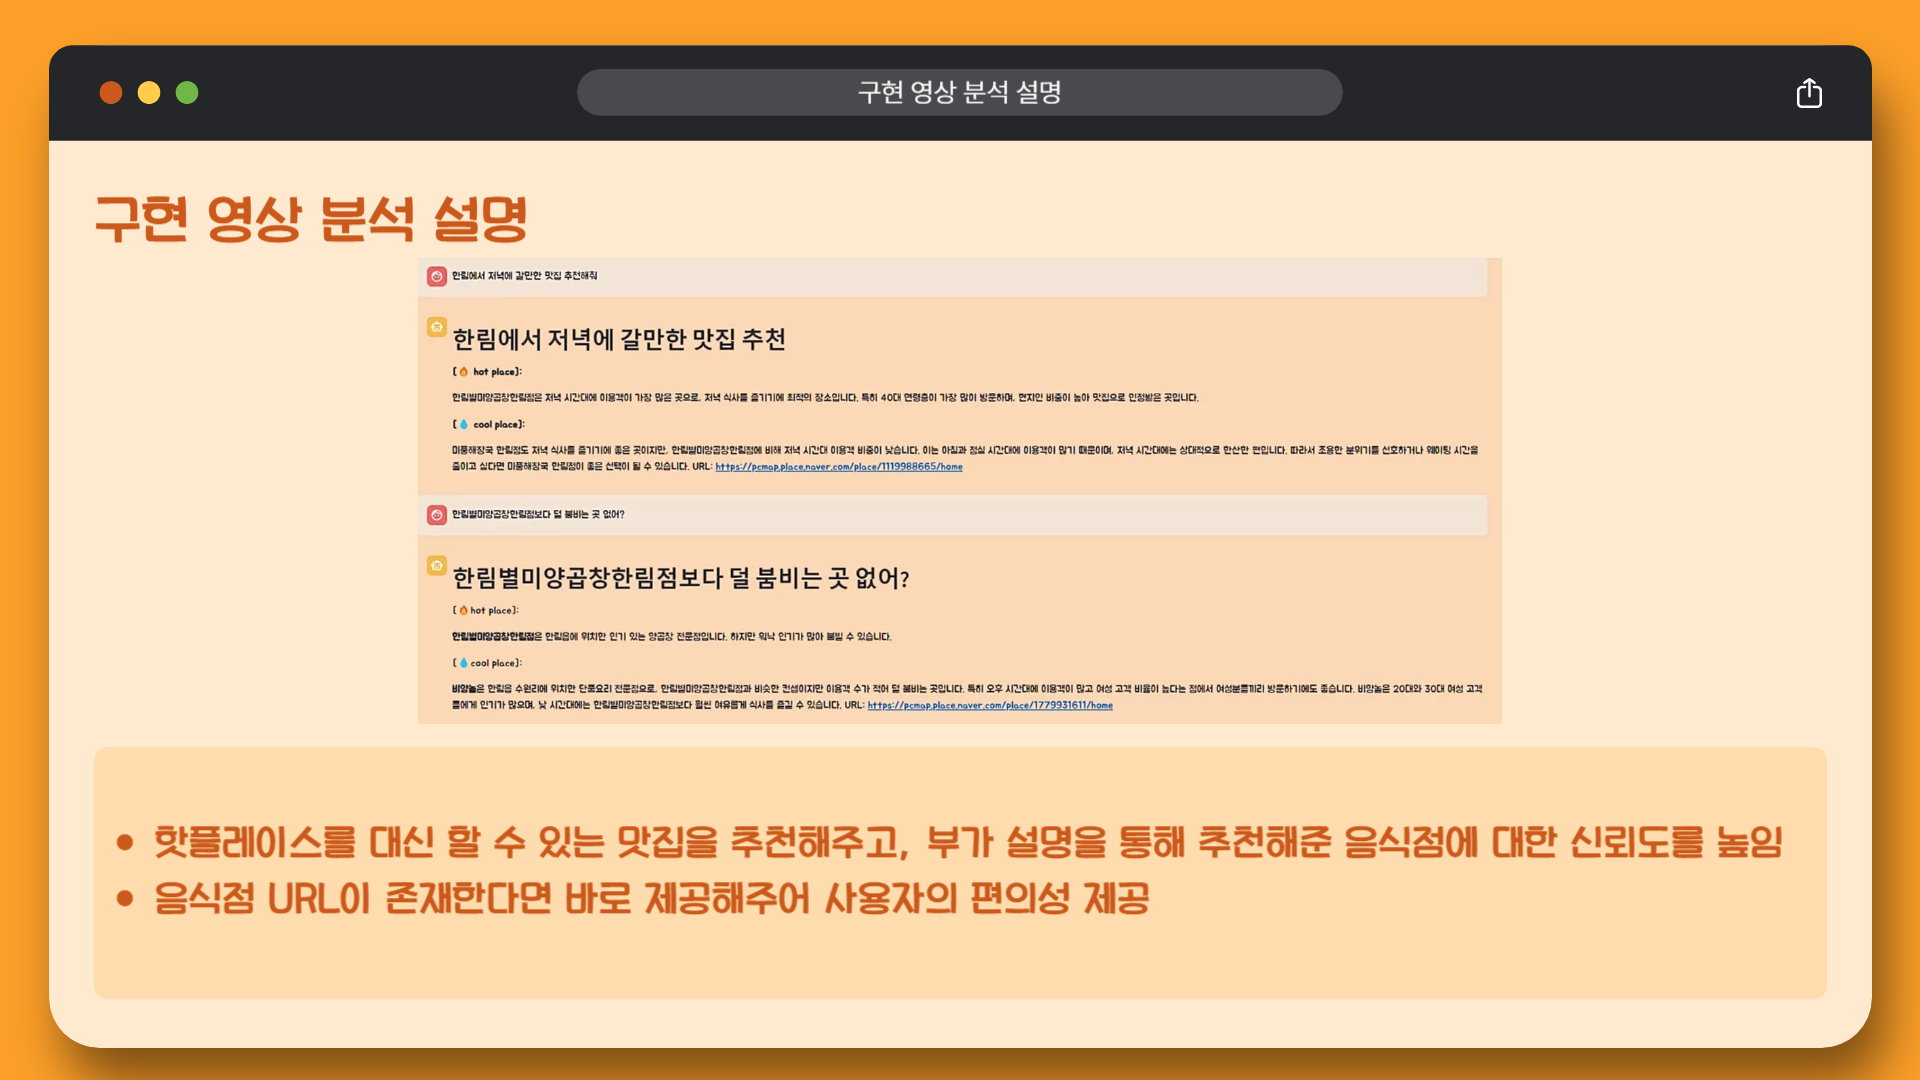 구현 영상 분석 설명
구현 영상 분석 설명
한림에서 저녁에 갈만한 맛집 추천해줘
한림에서 저녁에 갈만한 맛집 추천
[🔥 hot place]:
한림별미양곱창한림점은 저녁 시간대에 이용객이 가장 많은 곳으로, 저녁 식사를 즐기기에 최적의 장소입니다. 특히 40대 연령층이 가장 많이 방문하며, 현지인 비중이 높아 맛집으로 인정받은 곳입니다.
[💧 cool place]:
미풍해장국 한림점도 저녁 식사를 즐기기에 좋은 곳이지만, 한림별미양곱창한림점에 비해 저녁 시간대 이용객 비중이 낮습니다. 이는 아침과 점심 시간대에 이용객이 많기 때문이며, 저녁 시간대에는 상대적으로 한산한 편입니다. 따라서 조용한 분위기를 선호하거나 웨이팅 시간을
줄이고 싶다면 미풍해장국 한림점이 좋은 선택이 될 수 있습니다. URL: https://pcmap.place.naver.com/place/1119988665/home
한림별미양곱창한림점보다 덜 붐비는 곳 없어?
한림별미양곱창한림점보다 덜 붐비는 곳 없어?
[🔥hot place]:
한림별미양곱창한림점은 한림읍에 위치한 인기 있는 양곱창 전문점입니다. 하지만 워낙 인기가 많아 붐빌 수 있습니다.
[💧cool place]:
비양놀은 한림읍 수원리에 위치한 단품요리 전문점으로, 한림별미양곱창한림점과 비슷한 컨셉이지만 이용객 수가 적어 덜 붐비는 곳입니다. 특히 오후 시간대에 이용객이 많고 여성 고객 비율이 높다는 점에서 여성분들끼리 방문하기에도 좋습니다. 비양놀은 20대와 30대 여성 고객
들에게 인기가 많으며, 낮 시간대에는 한림별미양곱창한림점보다 훨씬 여유롭게 식사를 즐길 수 있습니다. URL: https://pcmap.place.naver.com/place/1779931611/home
• 핫플레이스를 대신 할 수 있는 맛집을 추천해주고, 부가 설명을 통해 추천해준 음식점에 대한 신뢰도를 높임
• 음식점 URL이 존재한다면 바로 제공해주어 사용자의 편의성 제공